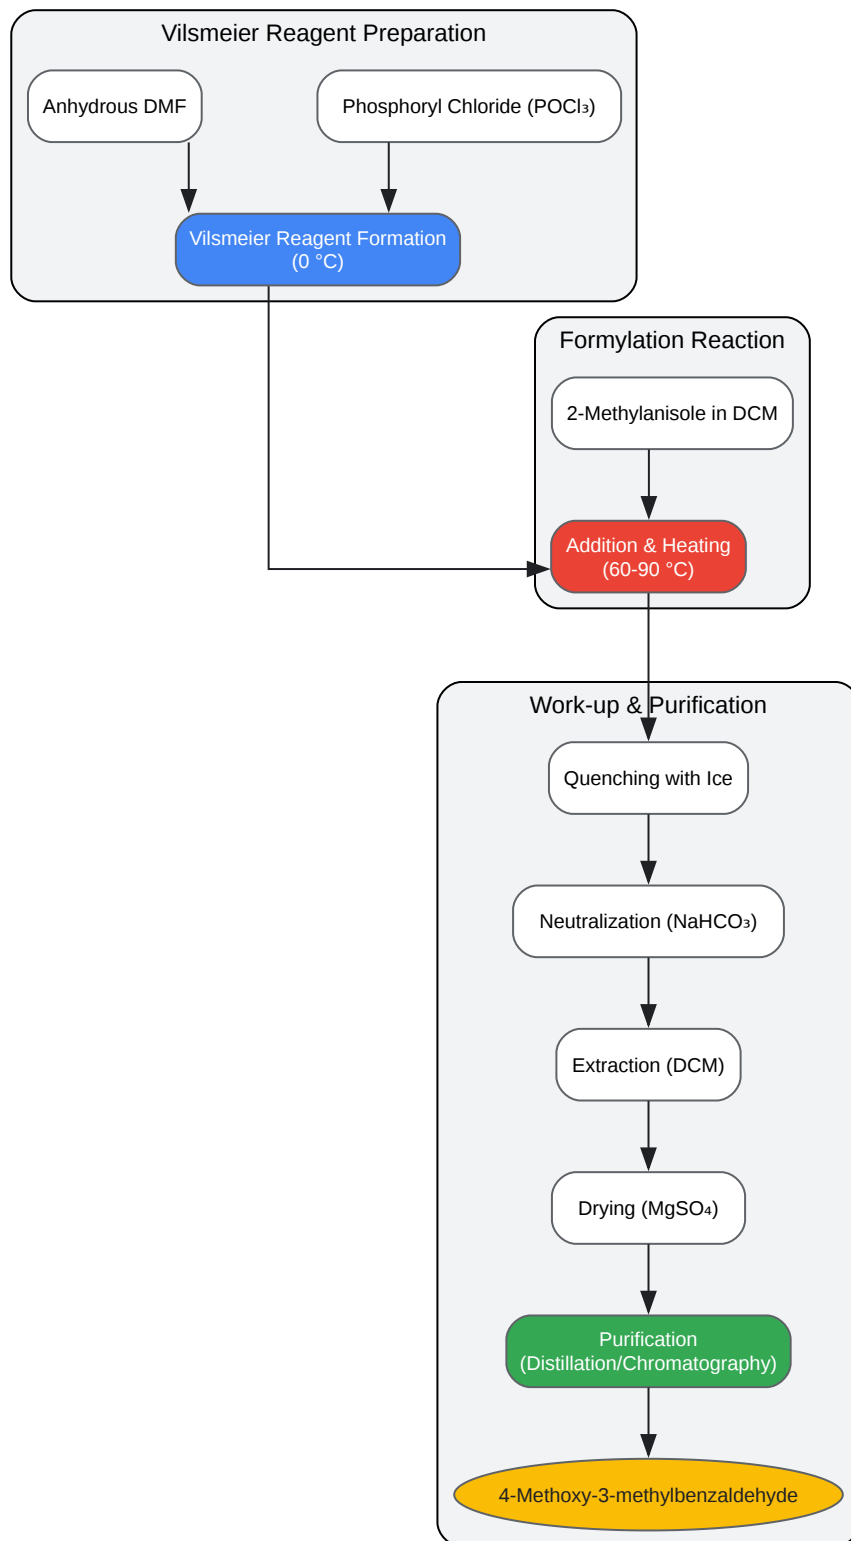 Vilsmeier Reagent Preparation
Anhydrous DMF
Phosphoryl Chloride (POCl₃)
Vilsmeier Reagent Formation
(0 °C)
Formylation Reaction
2-Methylanisole in DCM
Addition & Heating
(60-90 °C)
Work-up & Purification
Quenching with Ice
Neutralization (NaHCO₃)
Extraction (DCM)
Drying (MgSO₄)
Purification
(Distillation/Chromatography)
4-Methoxy-3-methylbenzaldehyde